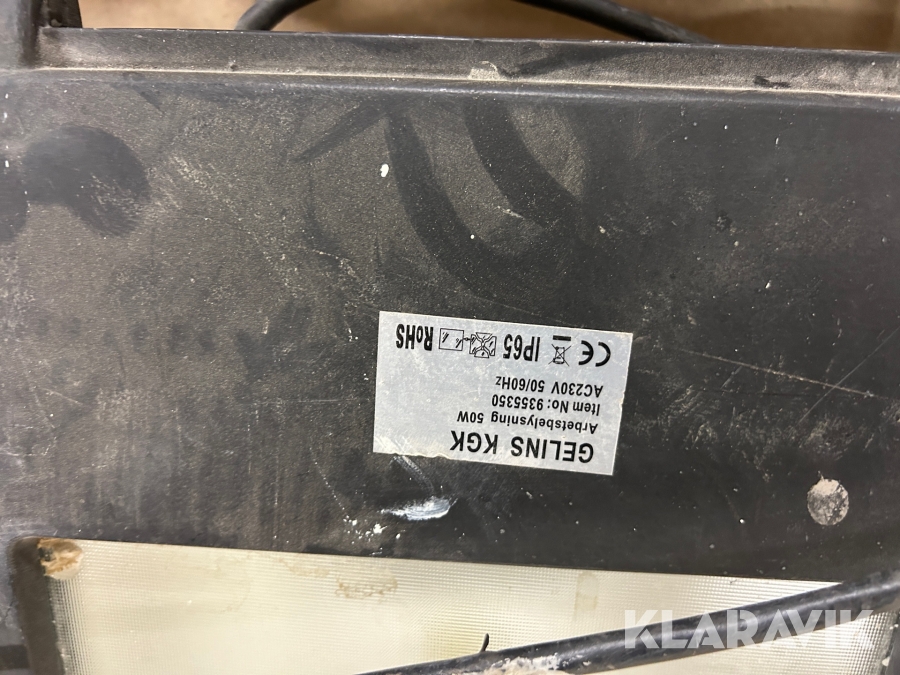 GELINS KGK
Arbetsbelysning 50W
Item No: 9355350
AC230V 50/60Hz
CE IP65 RoHS
KLARAVIK